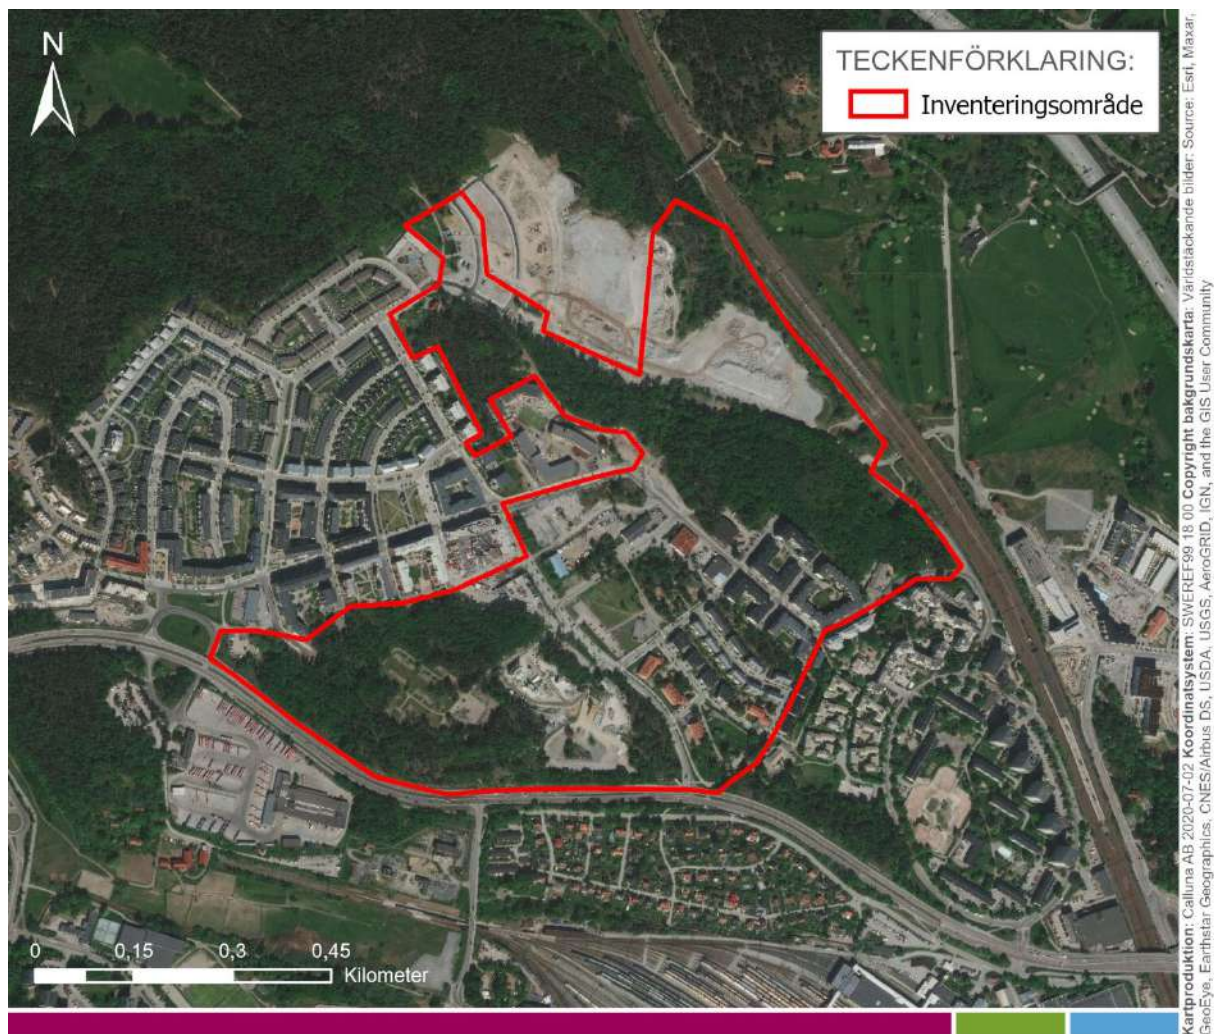 N
TECKENFÖRKLARING:
Inventeringsområde
0 0,15 0,3 0,45
Kilometer
Kartproduktion: Calluna AB 2020-07-02 Koordinatsystem: SWEREF99 18 00 Copyright bakgrundskarta: Världstäckande bilder: Source: Esri, Maxar,
GeoEye, Earthstar Geographics, CNES/Airbus DS, USDA, USGS, AeroGRID, IGN, and the GIS User Community